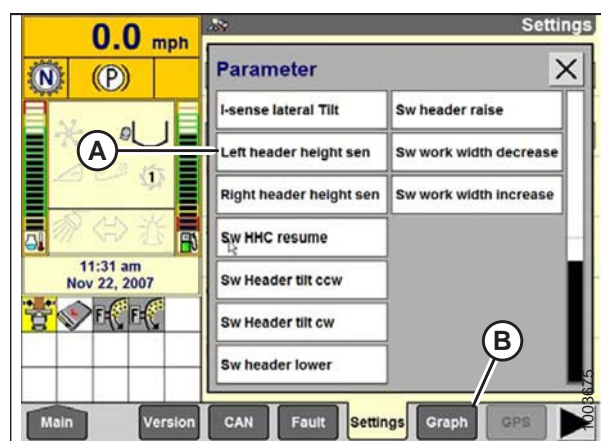 0.0 mph
Settings
N
(P)
Parameter
I-sense lateral Tilt
Sw header raise
A
Left header height sen
Sw work width decrease
1
Right header height sen
Sw work width increase
Sw HHC resume
11:31 am
Nov 22, 2007
Sw Header tilt ccw
F
F
Sw Header tilt cw
B
Sw header lower
1003675
Main
Version
CAN
Fault
Settings
Graph
GPS